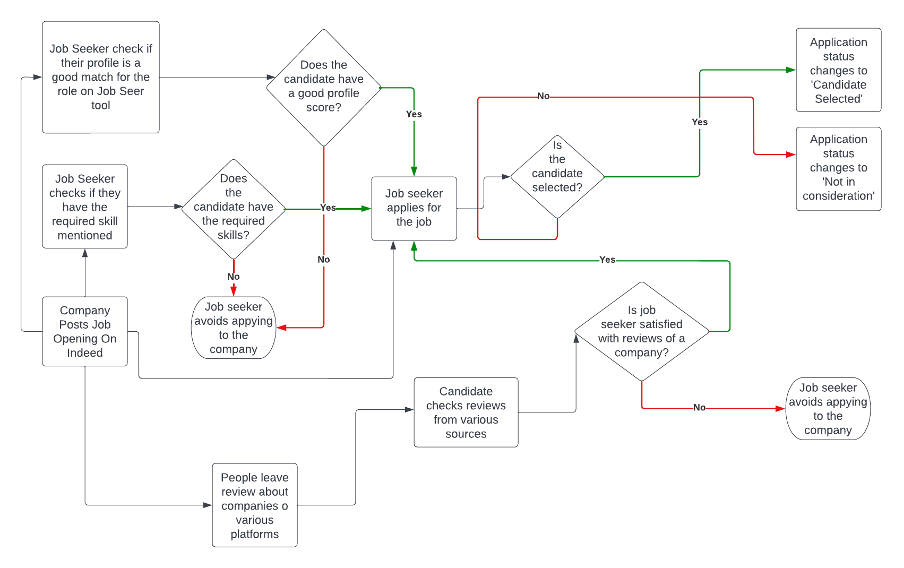 Job Seeker check if
their profile is a
good match for the
role on Job Seer
tool
Does the
candidate have
a good profile
score?
Yes
No
Application
status
changes to
'Candidate
Selected'
Yes
No
Application
status
changes to
'Not in
consideration'
Is
the
candidate
selected?
Job Seeker
checks if they
have the
required skill
mentioned
Does
the
candidate have
the required
skills?
Yes
No
Job seeker
applies for
the job
No
Job seeker
avoids appying
to the
company
Company
Posts Job
Opening On
Indeed
Yes
Is job
seeker satisfied
with reviews of a
company?
No
Job seeker
avoids appying
to the
company
Candidate
checks reviews
from various
sources
People leave
review about
companies o
various
platforms